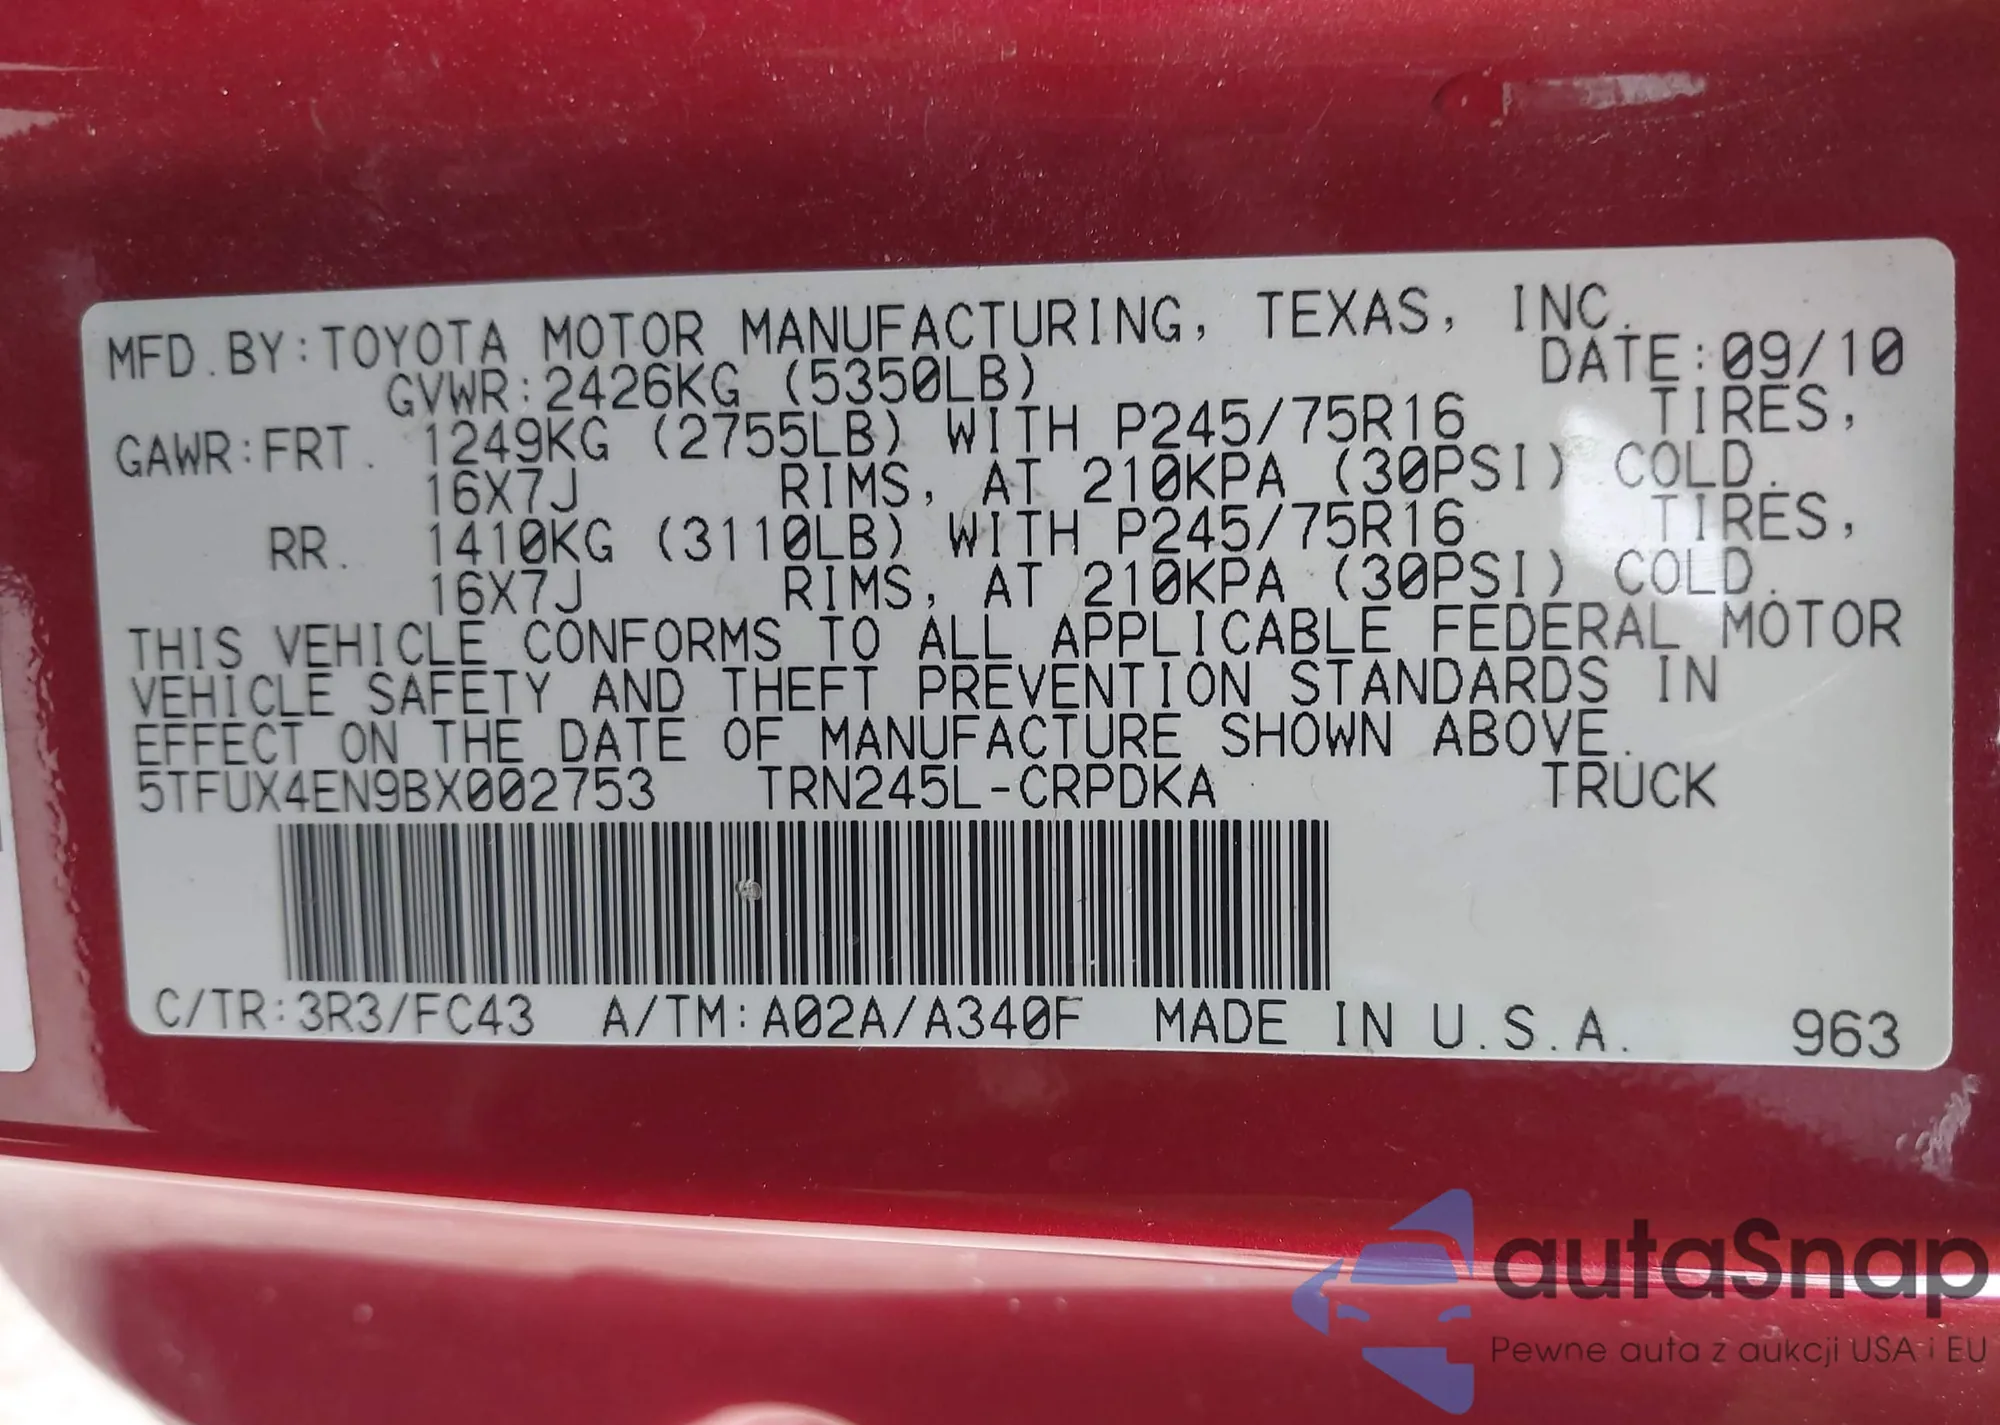 MFD.BY:TOYOTA MOTOR MANUFACTURING, TEXAS, INC.
GVWR:2426KG (5350LB) DATE:09/10
GAWR:FRT. 1249KG (2755LB) WITH P245/75R16 TIRES,
16X7J RIMS, AT 210KPA (30PSI) COLD.
RR. 1410KG (3110LB) WITH P245/75R16 TIRES,
16X7J RIMS, AT 210KPA (30PSI) COLD.
THIS VEHICLE CONFORMS TO ALL APPLICABLE FEDERAL MOTOR
VEHICLE SAFETY AND THEFT PREVENTION STANDARDS IN
EFFECT ON THE DATE OF MANUFACTURE SHOWN ABOVE.
5TFUX4EN9BX002753 TRN245L-CRPDKA TRUCK
C/TR:3R3/FC43 A/TM:A02A/A340F MADE IN U.S.A. 963
autaSnap
Pewne auta z aukcji USA i EU